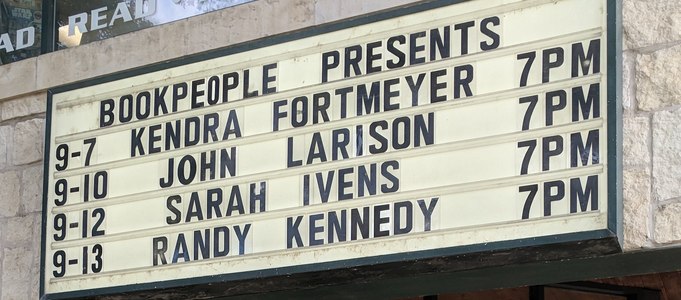 READ READ
BOOKPEOPLE PRESENTS
9-7 KENDRA FORTMEYER 7PM
9-10 JOHN LARISON 7PM
9-12 SARAH IVENS 7PM
9-13 RANDY KENNEDY 7PM